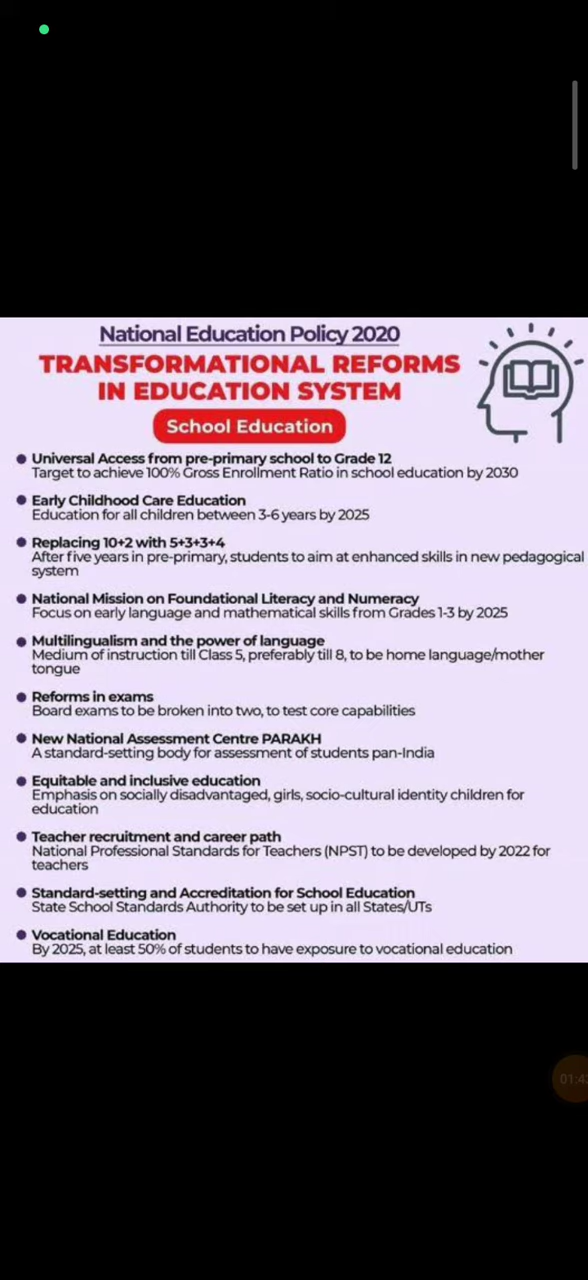 National Education Policy 2020
TRANSFORMATIONAL REFORMS
IN EDUCATION SYSTEM
School Education
Universal Access from pre-primary school to Grade 12
Target to achieve 100% Gross Enrollment Ratio in school education by 2030
Early Childhood Care Education
Education for all children between 3-6 years by 2025
Replacing 10+2 with 5+3+3+4
After five years in pre-primary, students to aim at enhanced skills in new pedagogical
system
National Mission on Foundational Literacy and Numeracy
Focus on early language and mathematical skills from Grades 1-3 by 2025
Multilingualism and the power of language
Medium of instruction till Class 5, preferably till 8, to be home language/mother
tongue
Reforms in exams
Board exams to be broken into two, to test core capabilities
New National Assessment Centre PARAKH
A standard-setting body for assessment of students pan-India
Equitable and inclusive education
Emphasis on socially disadvantaged, girls, socio-cultural identity children for
education
Teacher recruitment and career path
National Professional Standards for Teachers (NPST) to be developed by 2022 for
teachers
Standard-setting and Accreditation for School Education
State School Standards Authority to be set up in all States/UTs
Vocational Education
By 2025, at least 50% of students to have exposure to vocational education